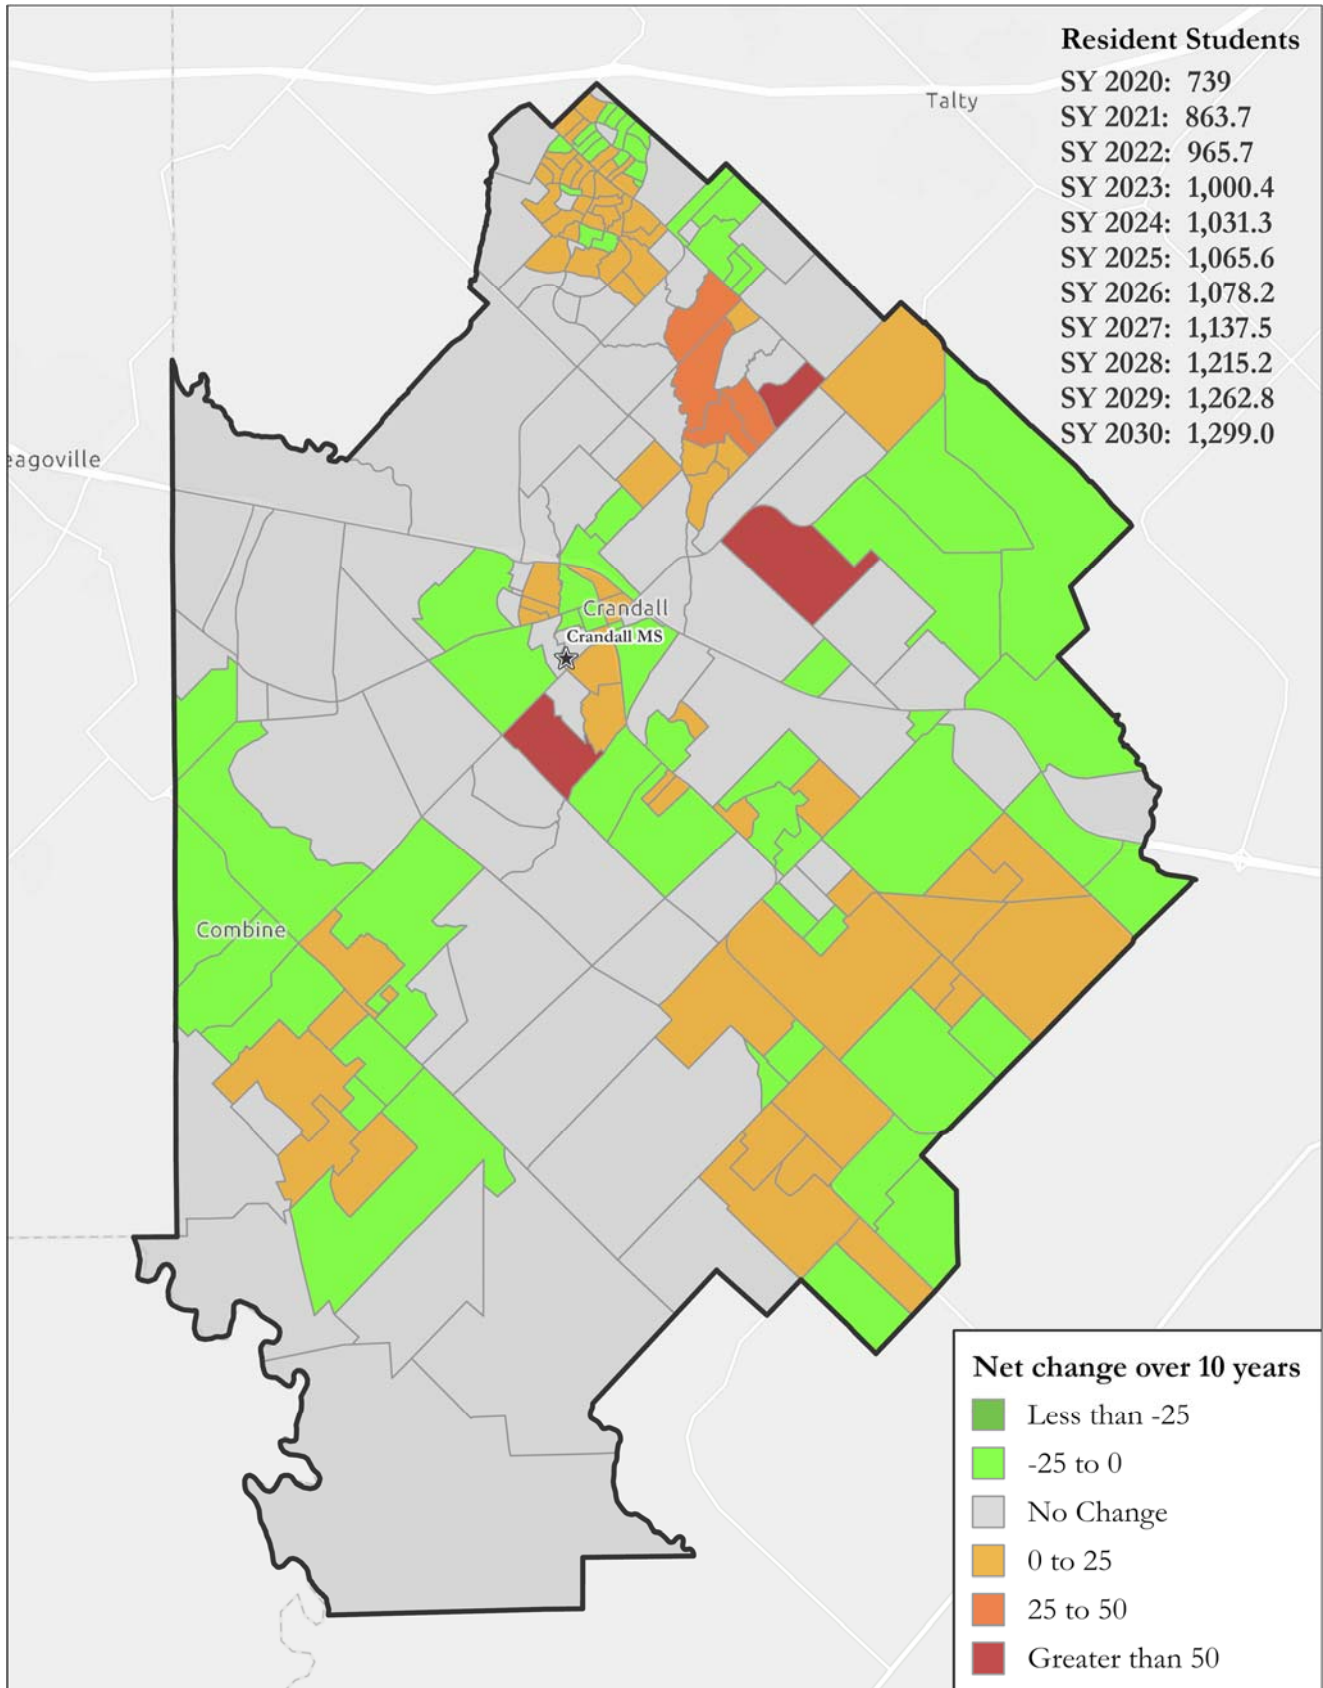 Resident Students
SY 2020: 739
SY 2021: 863.7
SY 2022: 965.7
SY 2023: 1,000.4
SY 2024: 1,031.3
SY 2025: 1,065.6
SY 2026: 1,078.2
SY 2027: 1,137.5
SY 2028: 1,215.2
SY 2029: 1,262.8
SY 2030: 1,299.0
Talty
eagoville
Crandall
Crandall MS
Combine
Net change over 10 years
Less than -25
-25 to 0
No Change
0 to 25
25 to 50
Greater than 50